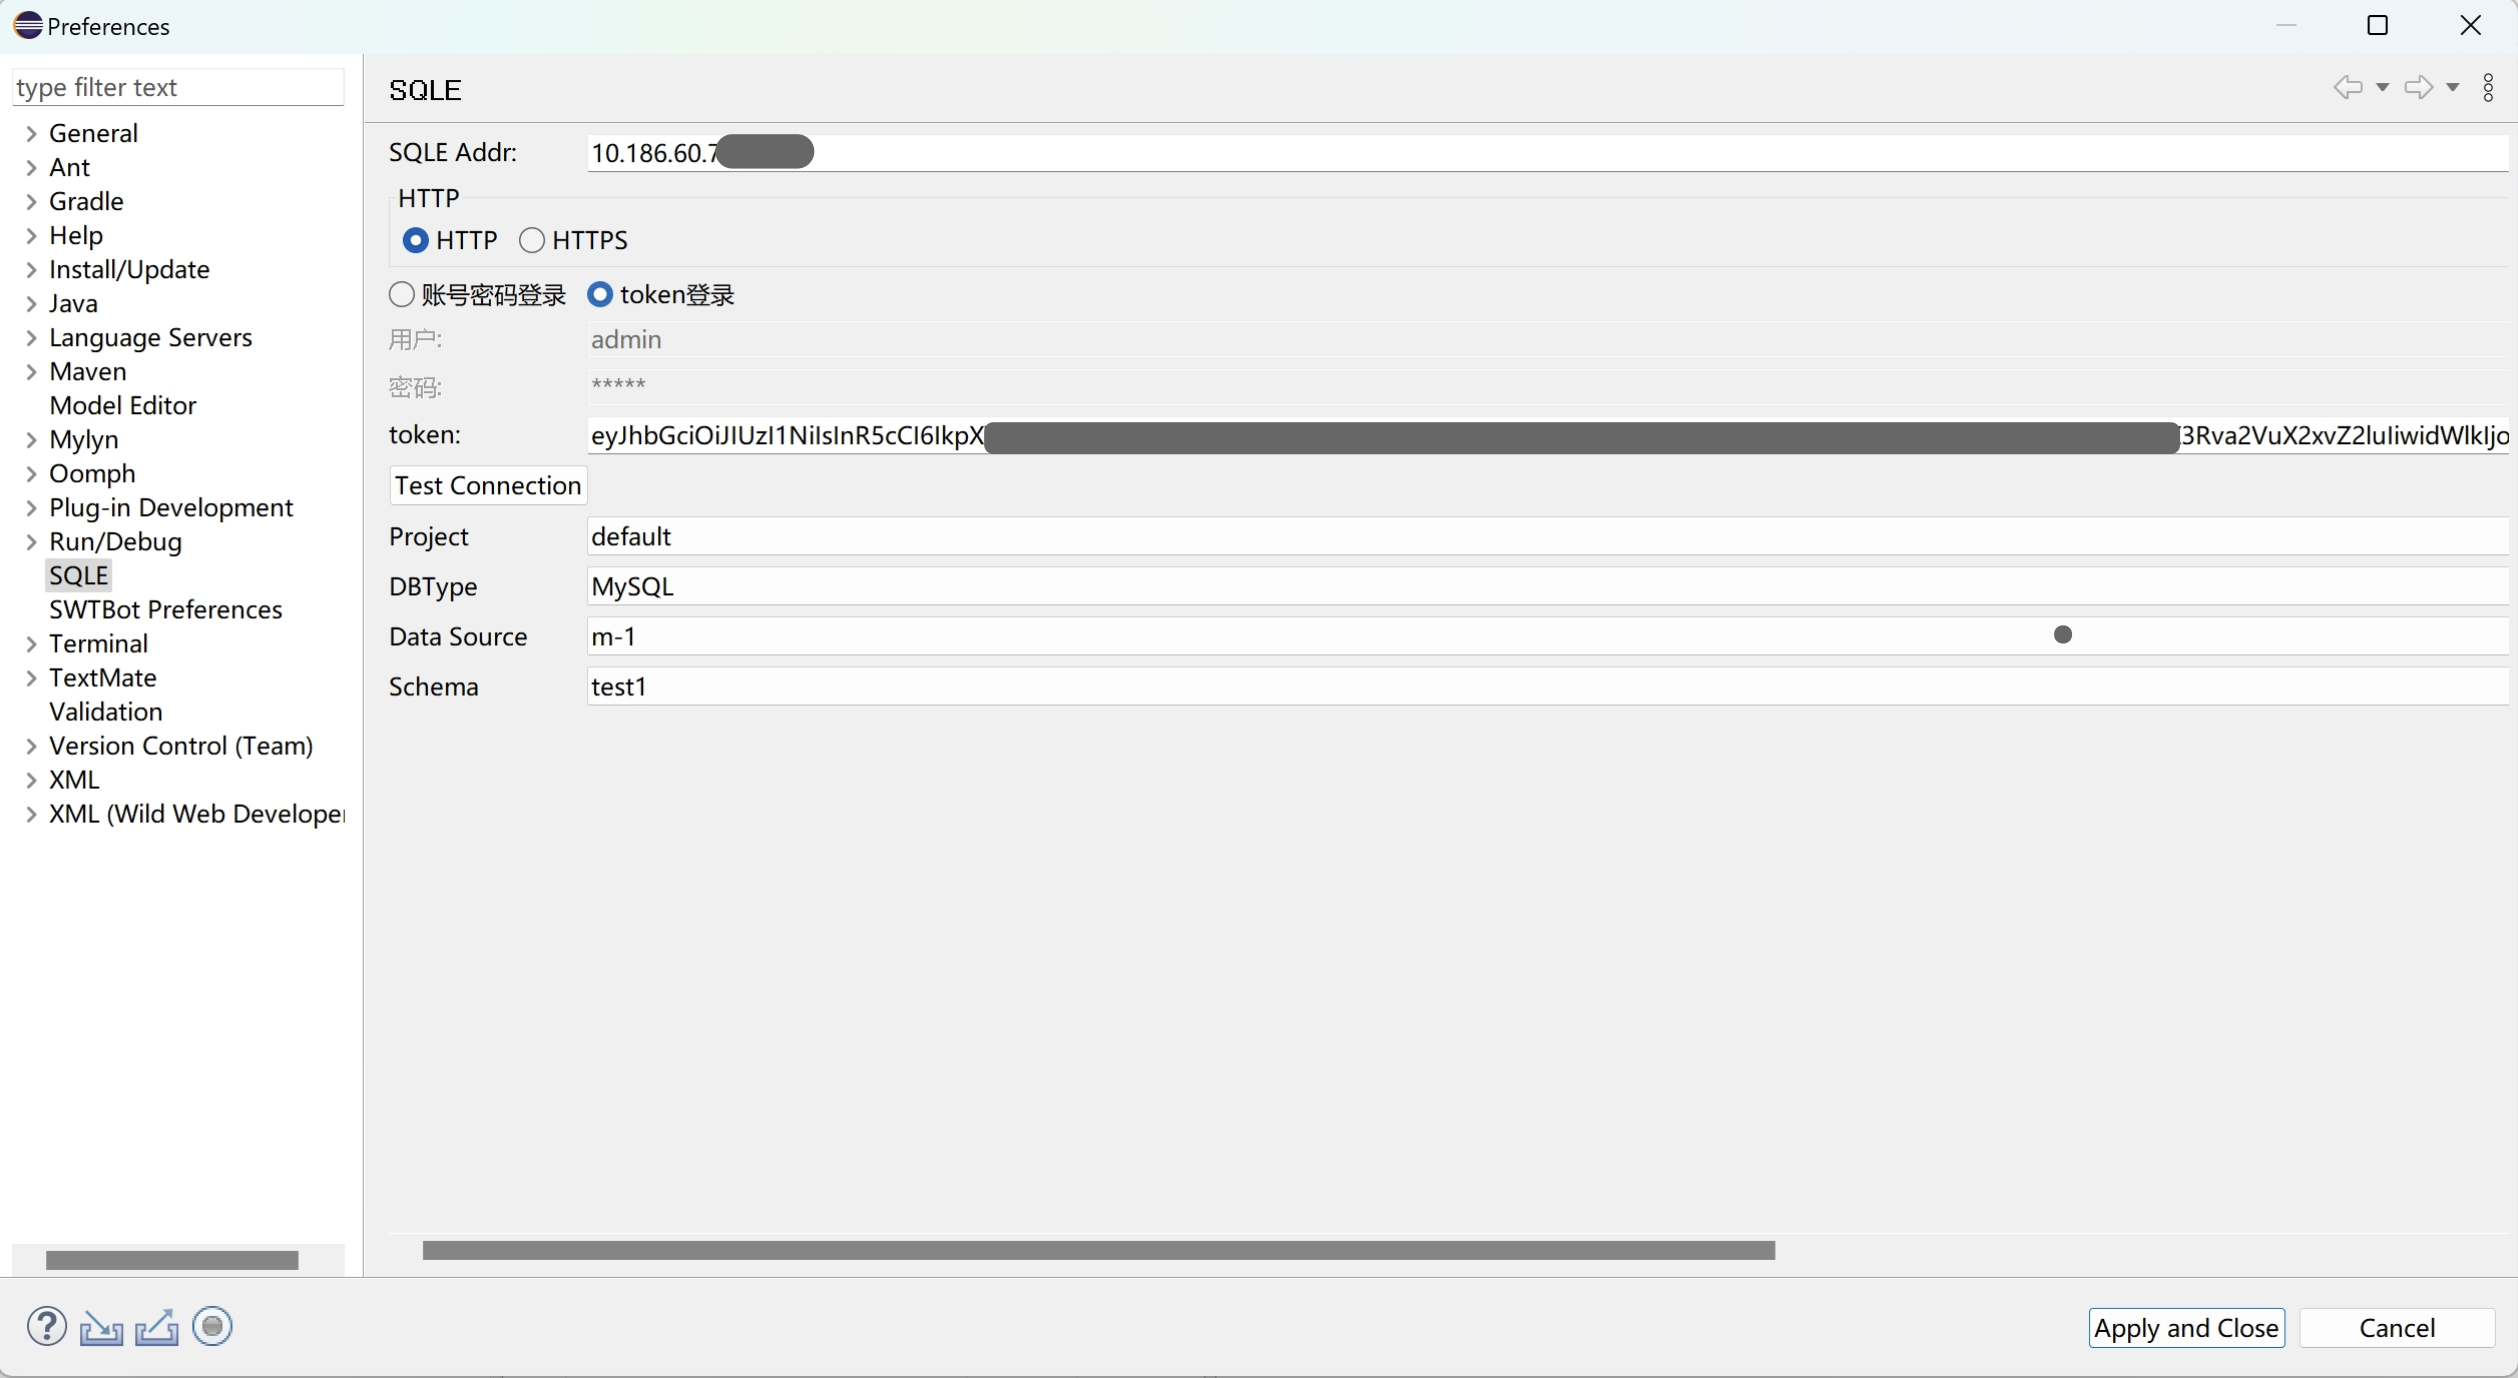 Preferences
type filter text
General
Ant
Gradle
Help
Install/Update
Java
Language Servers
Maven
Model Editor
Mylyn
Oomph
Plug-in Development
Run/Debug
SQLE
SWTBot Preferences
Terminal
TextMate
Validation
Version Control (Team)
XML
XML (Wild Web Developer
SQLE
SQLE Addr: 10.186.60.7
HTTP
HTTP HTTPS
账号密码登录 token登录
用户: admin
密码: *****
token: eyJhbGciOiJIUzI1NiIsInR5cCI6IkpX 3Rva2VuX2xvZ2luIiwidWlkIjo
Test Connection
Project default
DBType MySQL
Data Source m-1
Schema test1
Apply and Close Cancel